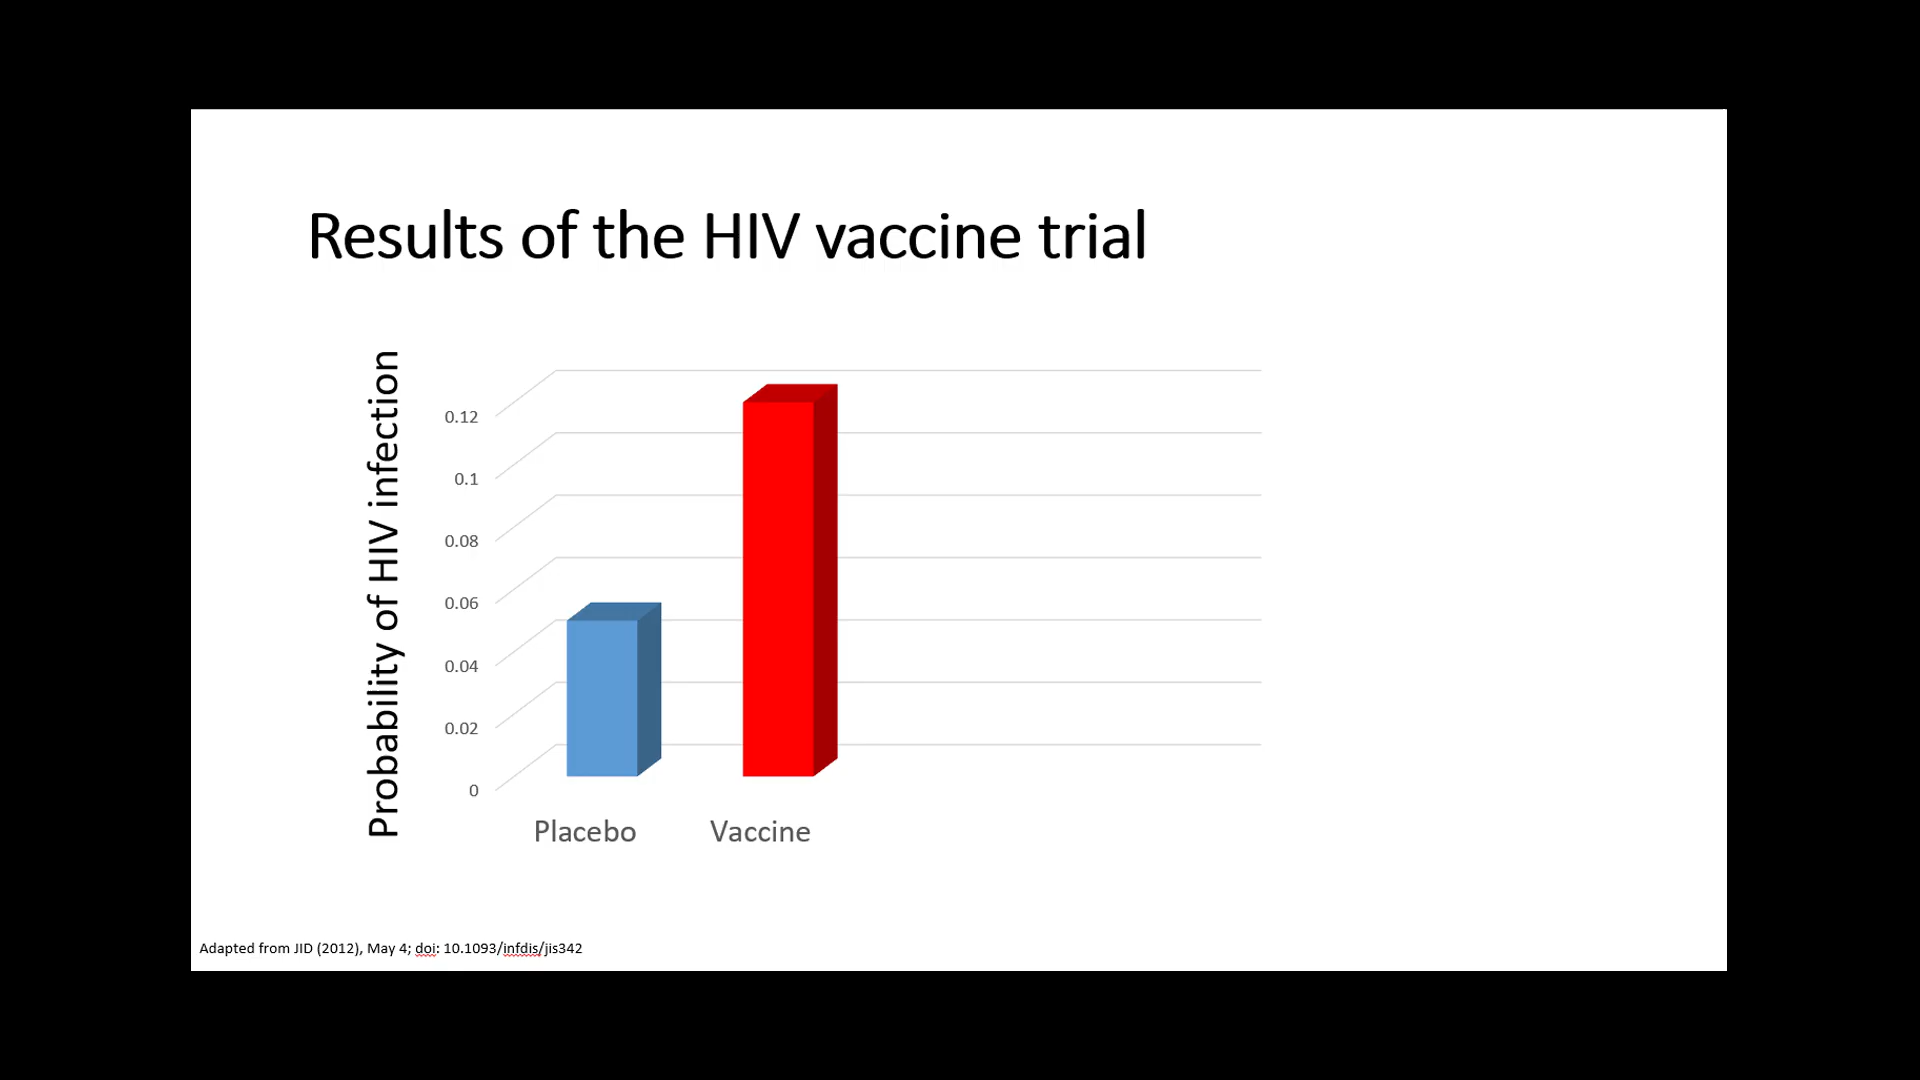 Results of the HIV vaccine trial
Probability of HIV infection
0.12
0.1
0.08
0.06
0.04
0.02
0
Placebo Vaccine
Adapted from JID (2012), May 4; doi: 10.1093/infdis/jis342